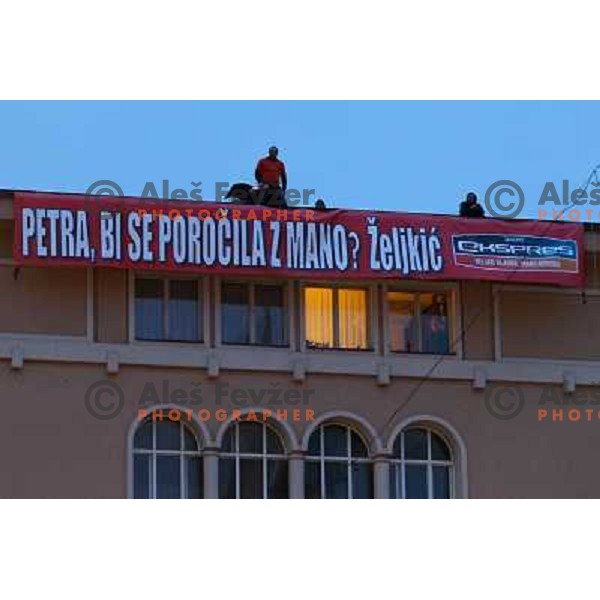 PETRA, BI SE POROČILA Z MANO? Željkić
EKSPRES
© Aleš Fevžer © Aleš
PHOTOGRAPHER PHOTO
© Aleš Fevžer © Aleš
PHOTOGRAPHER PHOTO